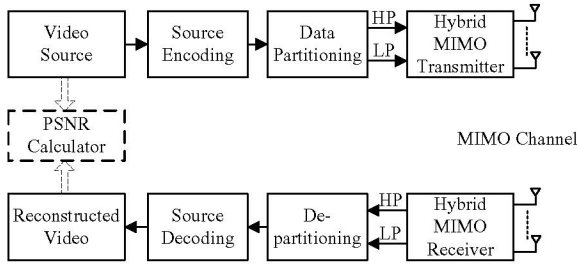 Video
Source
Source
Encoding
Data
Partitioning
HP
LP
Hybrid
MIMO
Transmitter
PSNR
Calculator
MIMO Channel
Reconstructed
Video
Source
Decoding
De-
partitioning
HP
LP
Hybrid
MIMO
Receiver